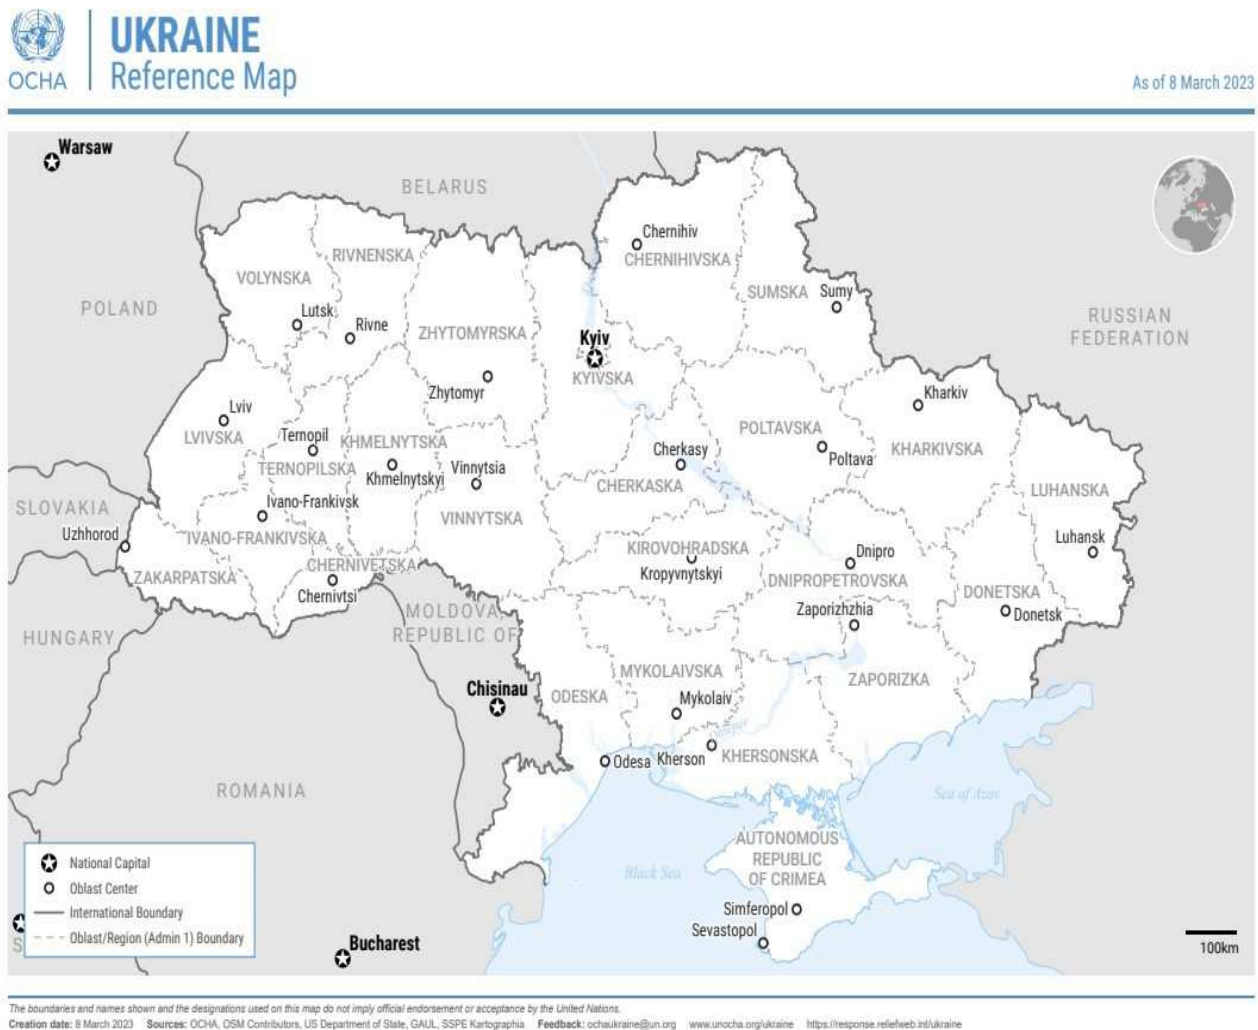 OCHA
UKRAINE
Reference Map
As of 8 March 2023
Warsaw
BELARUS
POLAND
RUSSIAN
FEDERATION
SLOVAKIA
HUNGARY
ROMANIA
MOLDOVA,
REPUBLIC OF
Chisinau
Bucharest
VOLYNSKA
Lutsk
RIVNENSKA
Rivne
ZHYTOMYRSKA
Zhytomyr
Kyiv
KYIVSKA
Chernihiv
CHERNIHIVSKA
SUMSKA
Sumy
Lviv
LVIVSKA
Ternopil
TERNOPILSKA
KHMELNYTSKA
Khmelnytskyi
Vinnytsia
VINNYTSKA
Cherkasy
CHERKASKA
POLTAVSKA
Poltava
Kharkiv
KHARKIVSKA
LUHANSKA
Luhansk
Uzhhorod
ZAKARPATSKA
Ivano-Frankivsk
IVANO-FRANKIVSKA
CHERNIVETSKA
Chernivtsi
KIROVOHRADSKA
Kropyvnytskyi
Dnipro
DNIPROPETROVSKA
DONETSKA
Donetsk
Zaporizhzhia
ZAPORIZKA
MYKOLAIVSKA
Mykolaiv
ODESKA
Odesa
Kherson
KHERSONSKA
Sea of Azov
Black Sea
AUTONOMOUS
REPUBLIC
OF CRIMEA
Simferopol
Sevastopol
National Capital
Oblast Center
International Boundary
Oblast/Region (Admin 1) Boundary
100km
The boundaries and names shown and the designations used on this map do not imply official endorsement or acceptance by the United Nations.
Creation date: 8 March 2023 Sources: OCHA, OSM Contributors, US Department of State, GAUL, SSPE Kartographia Feedback: ochaukraine@un.org www.unocha.org/ukraine https://response.reliefweb.int/ukraine